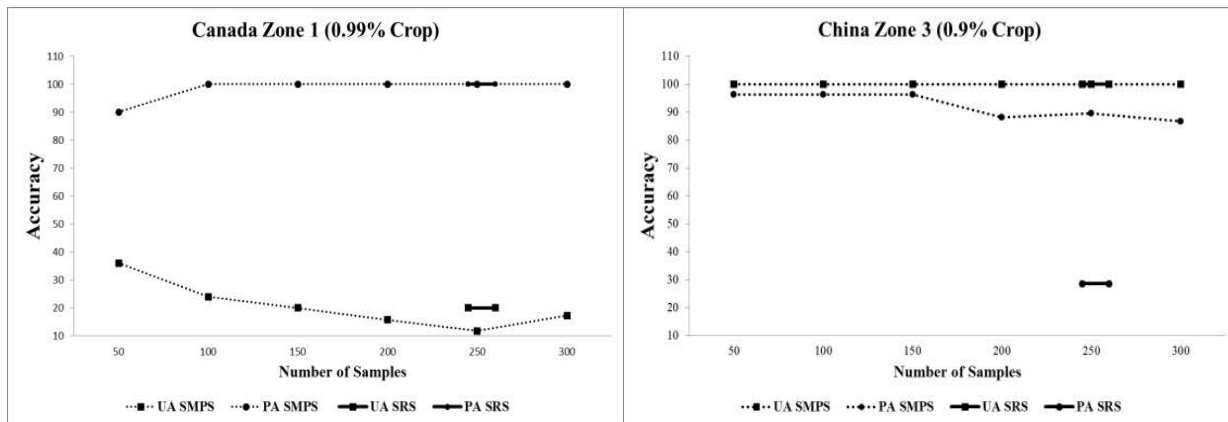 Canada Zone 1 (0.99% Crop)
110
100
90
80
70
60
50
40
30
20
10
Accuracy
50 100 150 200 250 300
Number of Samples
UA SMPS PA SMPS UA SRS PA SRS
China Zone 3 (0.9% Crop)
110
100
90
80
70
60
50
40
30
20
10
Accuracy
50 100 150 200 250 300
Number of Samples
UA SMPS PA SMPS UA SRS PA SRS